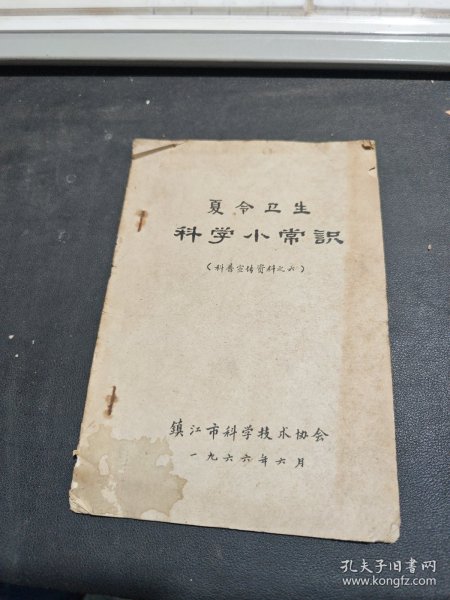 夏令卫生
科学小常識
(科普宣传資料之六)
鎮江市科学技术协会
一九六六年六月
孔夫子旧书网
www.kongfz.com